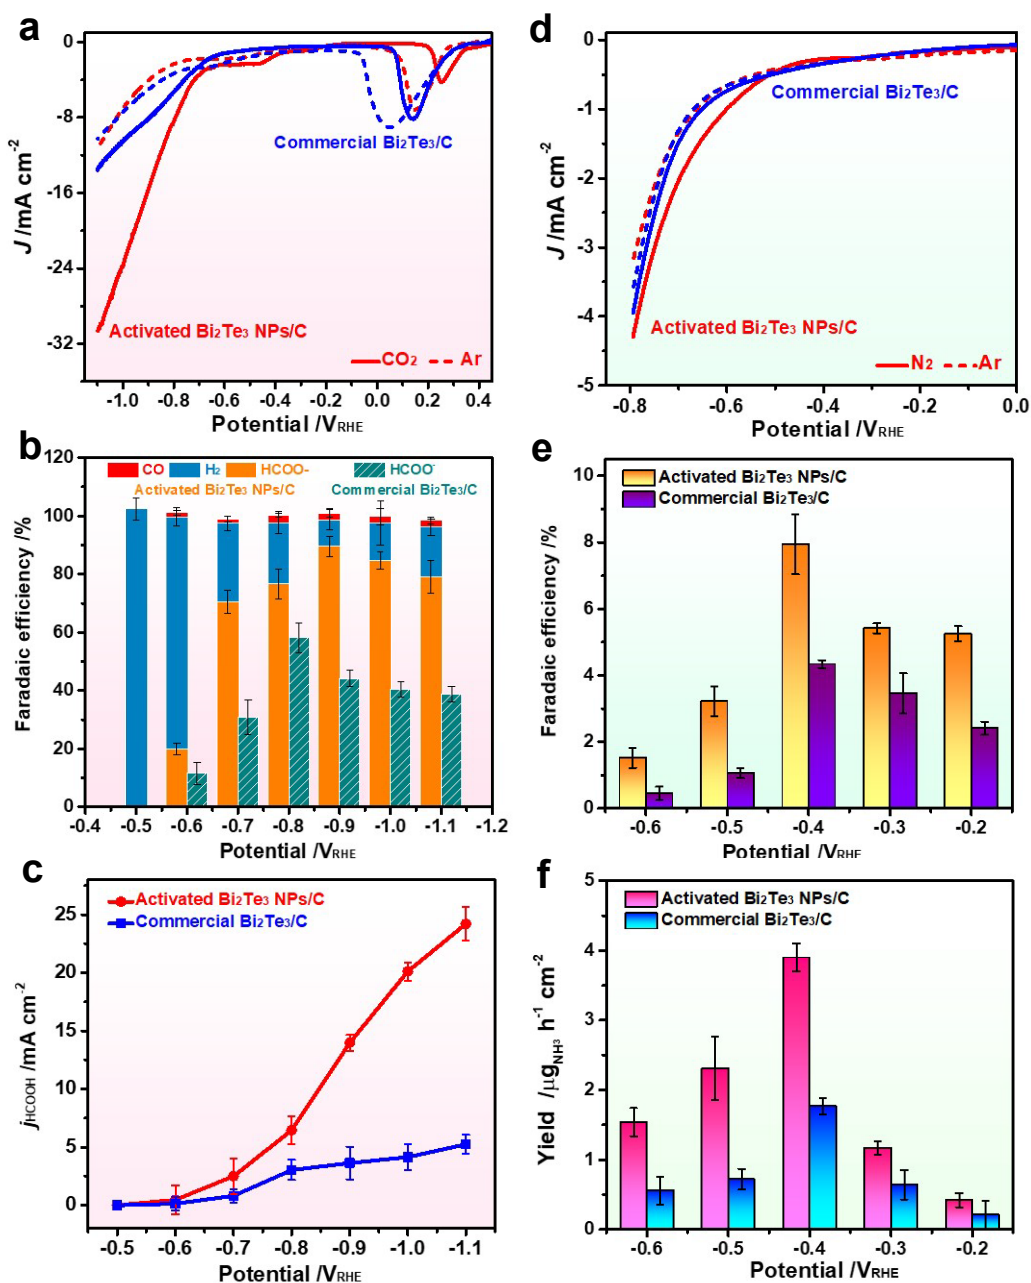 a
0
-8
-16
-24
-32
J /mA cm-2
Commercial Bi2Te3/C
Activated Bi2Te3 NPs/C
CO2 Ar
-1.0 -0.8 -0.6 -0.4 -0.2 0.0 0.2 0.4
Potential /VRHE
d
0
-1
-2
-3
-4
-5
J /mA cm-2
Commercial Bi2Te3/C
Activated Bi2Te3 NPs/C
N2 Ar
-0.8 -0.6 -0.4 -0.2 0.0
Potential /VRHE
b
120
100
80
60
40
20
0
Faradaic efficiency /%
CO H2 HCOO- HCOO-
Activated Bi2Te3 NPs/C Commercial Bi2Te3/C
-0.4 -0.5 -0.6 -0.7 -0.8 -0.9 -1.0 -1.1 -1.2
Potential /VRHE
e
10
8
6
4
2
0
Faradaic efficiency /%
Activated Bi2Te3 NPs/C
Commercial Bi2Te3/C
-0.6 -0.5 -0.4 -0.3 -0.2
Potential /VRHE
c
25
20
15
10
5
0
jHCOOH /mA cm-2
Activated Bi2Te3 NPs/C
Commercial Bi2Te3/C
-0.5 -0.6 -0.7 -0.8 -0.9 -1.0 -1.1
Potential /VRHE
f
5
4
3
2
1
0
Yield /μgNH3 h-1 cm-2
Activated Bi2Te3 NPs/C
Commercial Bi2Te3/C
-0.6 -0.5 -0.4 -0.3 -0.2
Potential /VRHE